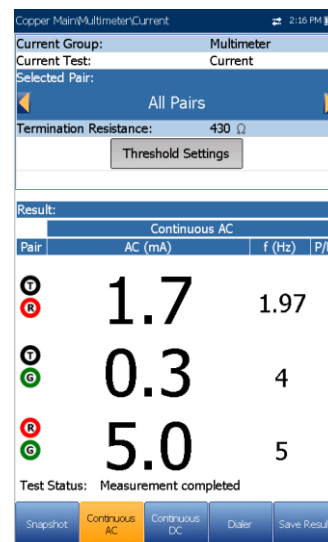 Copper Main\Multimeter\Current 2:16 PM
Current Group: Multimeter
Current Test: Current
Selected Pair:
All Pairs
Termination Resistance: 430 Ω
Threshold Settings
Result:
Continuous AC
Pair AC (mA) f (Hz)
T
R
1.7 1.97
T
G
0.3 4
R
G
5.0 5
Test Status: Measurement completed
Snapshot Continuous AC Continuous DC Dialer Save